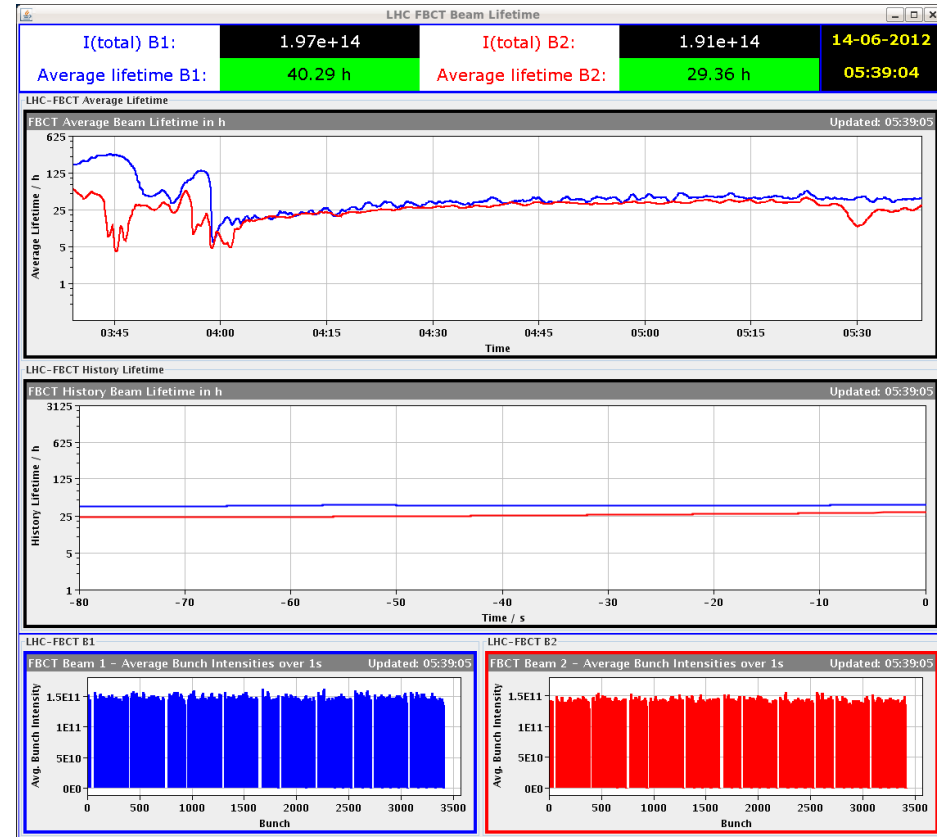 LHC FBCT Beam Lifetime
I(total) B1: 1.97e+14 I(total) B2: 1.91e+14 14-06-2012
Average lifetime B1: 40.29 h Average lifetime B2: 29.36 h 05:39:04
LHC-FBCT Average Lifetime
FBCT Average Beam Lifetime in h Updated: 05:39:05
Average Lifetime / h
625
125
25
5
1
03:45 04:00 04:15 04:30 04:45 05:00 05:15 05:30
Time
LHC-FBCT History Lifetime
FBCT History Beam Lifetime in h Updated: 05:39:05
History Lifetime / h
3125
625
125
25
5
1
-80 -70 -60 -50 -40 -30 -20 -10 0
Time / s
LHC-FBCT B1
FBCT Beam 1 - Average Bunch Intensities over 1s Updated: 05:39:05
Avg. Bunch Intensity
1.5E11
1E11
5E10
0E0
0 500 1000 1500 2000 2500 3000 3500
Bunch
LHC-FBCT B2
FBCT Beam 2 - Average Bunch Intensities over 1s Updated: 05:39:05
Avg. Bunch Intensity
1.5E11
1E11
5E10
0E0
0 500 1000 1500 2000 2500 3000 3500
Bunch